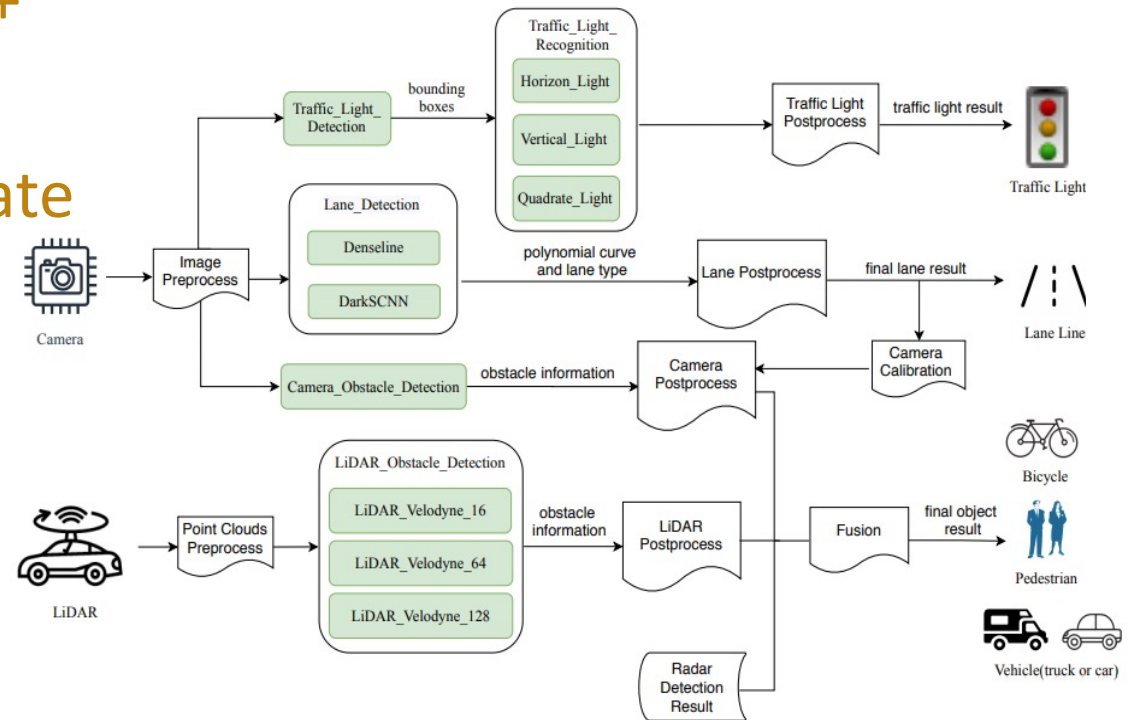 +
ate
Traffic_Light_
Recognition
Horizon_Light
Vertical_Light
Quadrate_Light
bounding
boxes
Traffic_Light_
Detection
Traffic Light
Postprocess
traffic light result
Traffic Light
Lane_Detection
Denseline
DarkSCNN
Image
Preprocess
Camera
polynomial curve
and lane type
Lane Postprocess
final lane result
Lane Line
Camera
Calibration
Camera_Obstacle_Detection
obstacle information
Camera
Postprocess
Bicycle
LiDAR_Obstacle_Detection
LiDAR_Velodyne_16
LiDAR_Velodyne_64
LiDAR_Velodyne_128
Point Clouds
Preprocess
LiDAR
obstacle
information
LiDAR
Postprocess
Fusion
final object
result
Pedestrian
Radar
Detection
Result
Vehicle(truck or car)